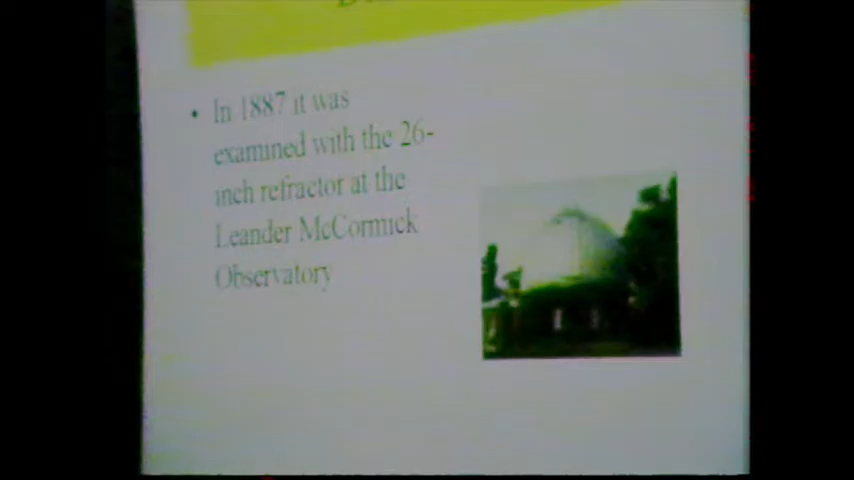 • In 1887 it was
examined with the 26-
inch refractor at the
Leander McCormick
Observatory